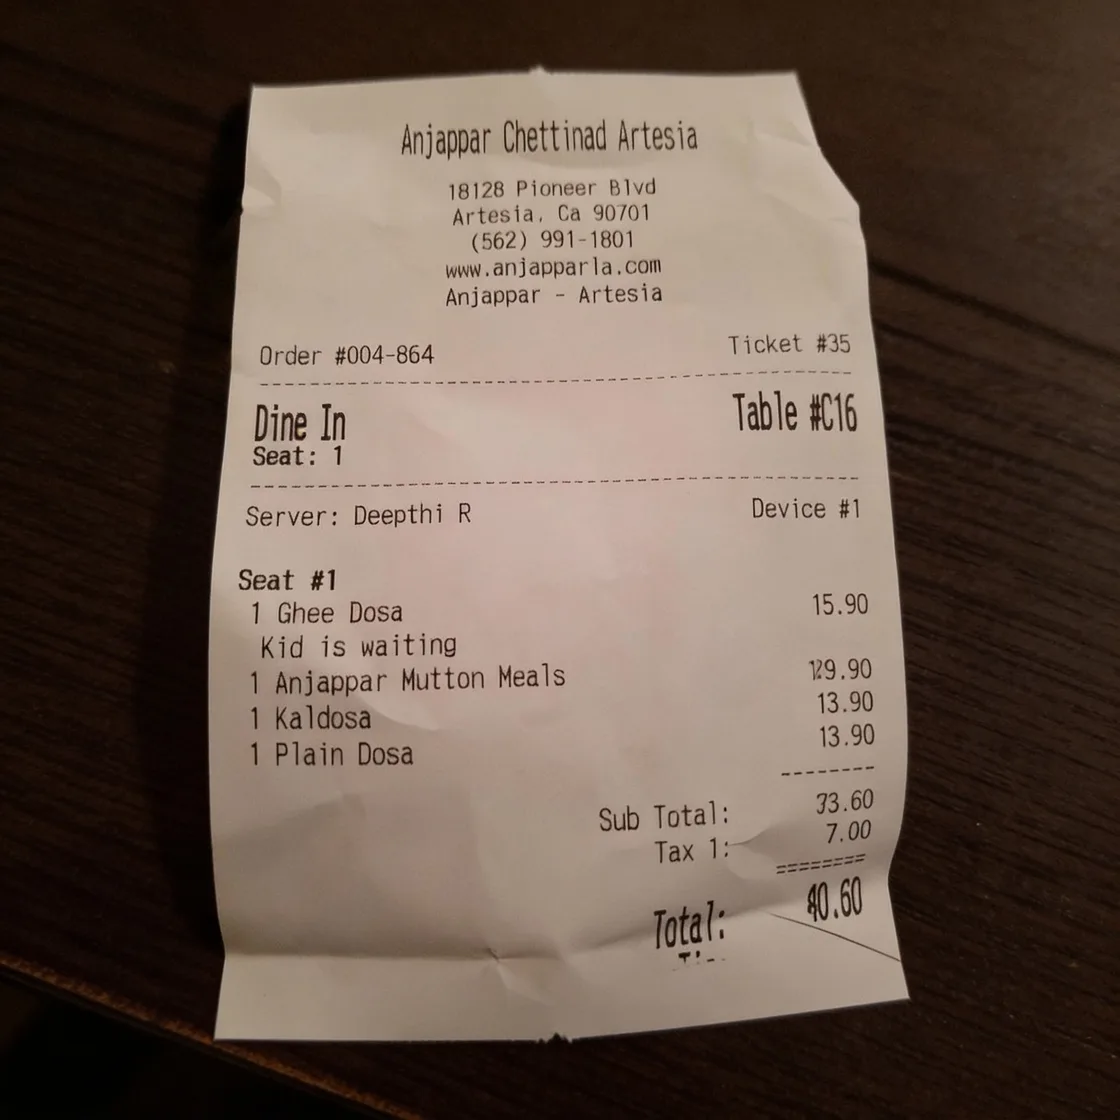 Anjappar Chettinad Artesia
18128 Pioneer Blvd
Artesia, Ca 90701
(562) 991-1801
www.anjapparla.com
Anjappar - Artesia
Order #004-864 Ticket #35
Dine In Table #C16
Seat: 1
Server: Deepthi R Device #1
Seat #1
1 Ghee Dosa 15.90
Kid is waiting
1 Anjappar Mutton Meals
1 Kaldosa 13.90
1 Plain Dosa 13.90
Sub Total:
Tax 1: 7.00
Total: